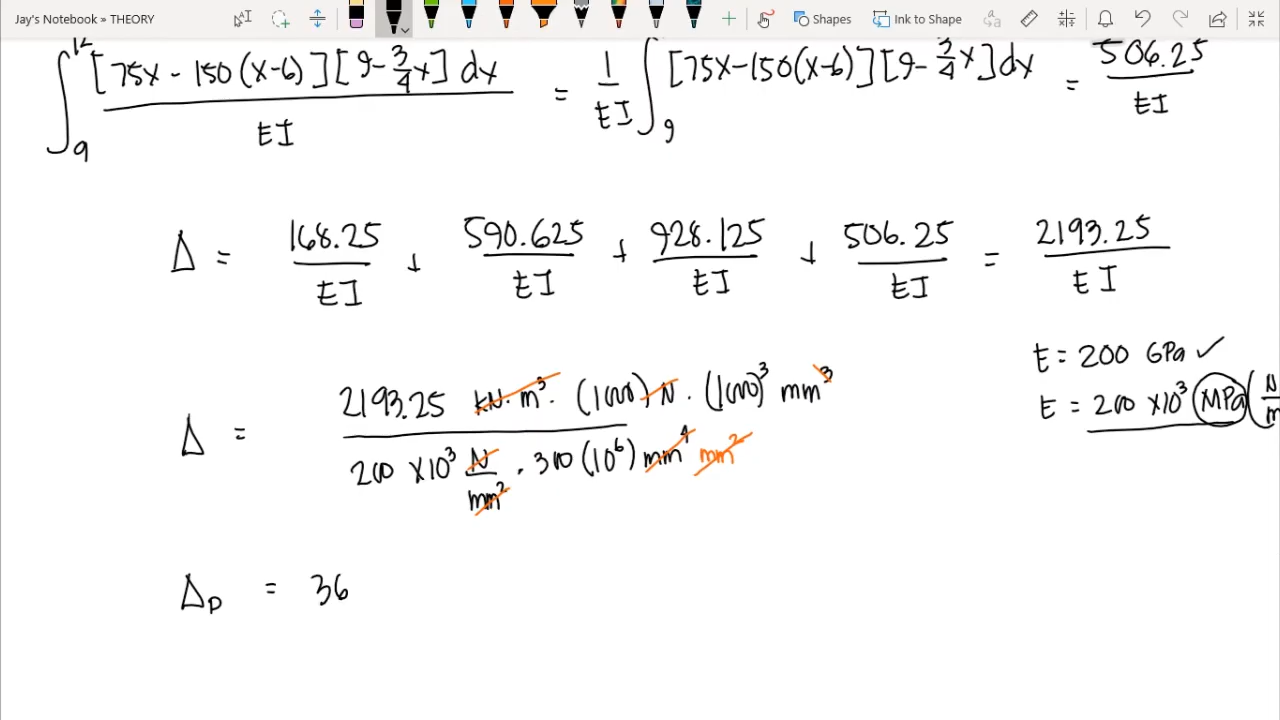 Jay's Notebook » THEORY
Shapes Ink to Shape
∫₉¹² [75x - 150(x-6)][9 - 3/4 x] dx / EI = 1/EI ∫₉ [75x - 150(x-6)][9 - 3/4 x] dx = 506.25/EI
Δ = 168.25/EI + 590.625/EI + 928.125/EI + 506.25/EI = 2193.25/EI
E = 200 GPa ✓
E = 200 x10³ MPa (N/m
Δ = 2193.25 kN·m³ · (1000) N · (1000)³ mm³ / 200 x10³ N/mm² · 300 (10⁶) mm⁴ mm²
Δ_D = 36